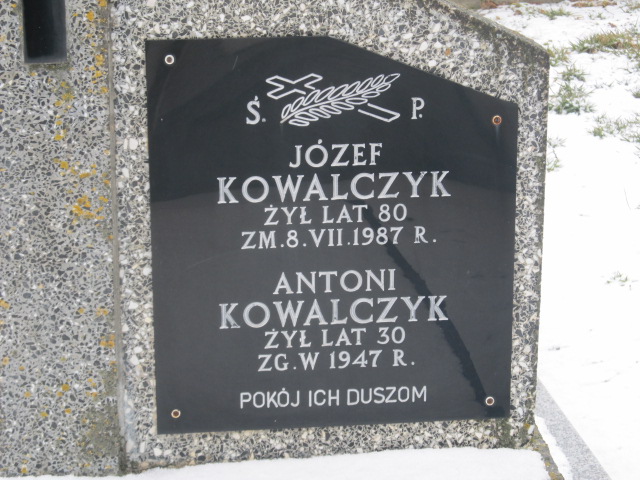 Ś. P.
JÓZEF
KOWALCZYK
ŻYŁ LAT 80
ZM.8.VII.1987 R.
ANTONI
KOWALCZYK
ŻYŁ LAT 30
ZG.W 1947 R.
POKÓJ ICH DUSZOM